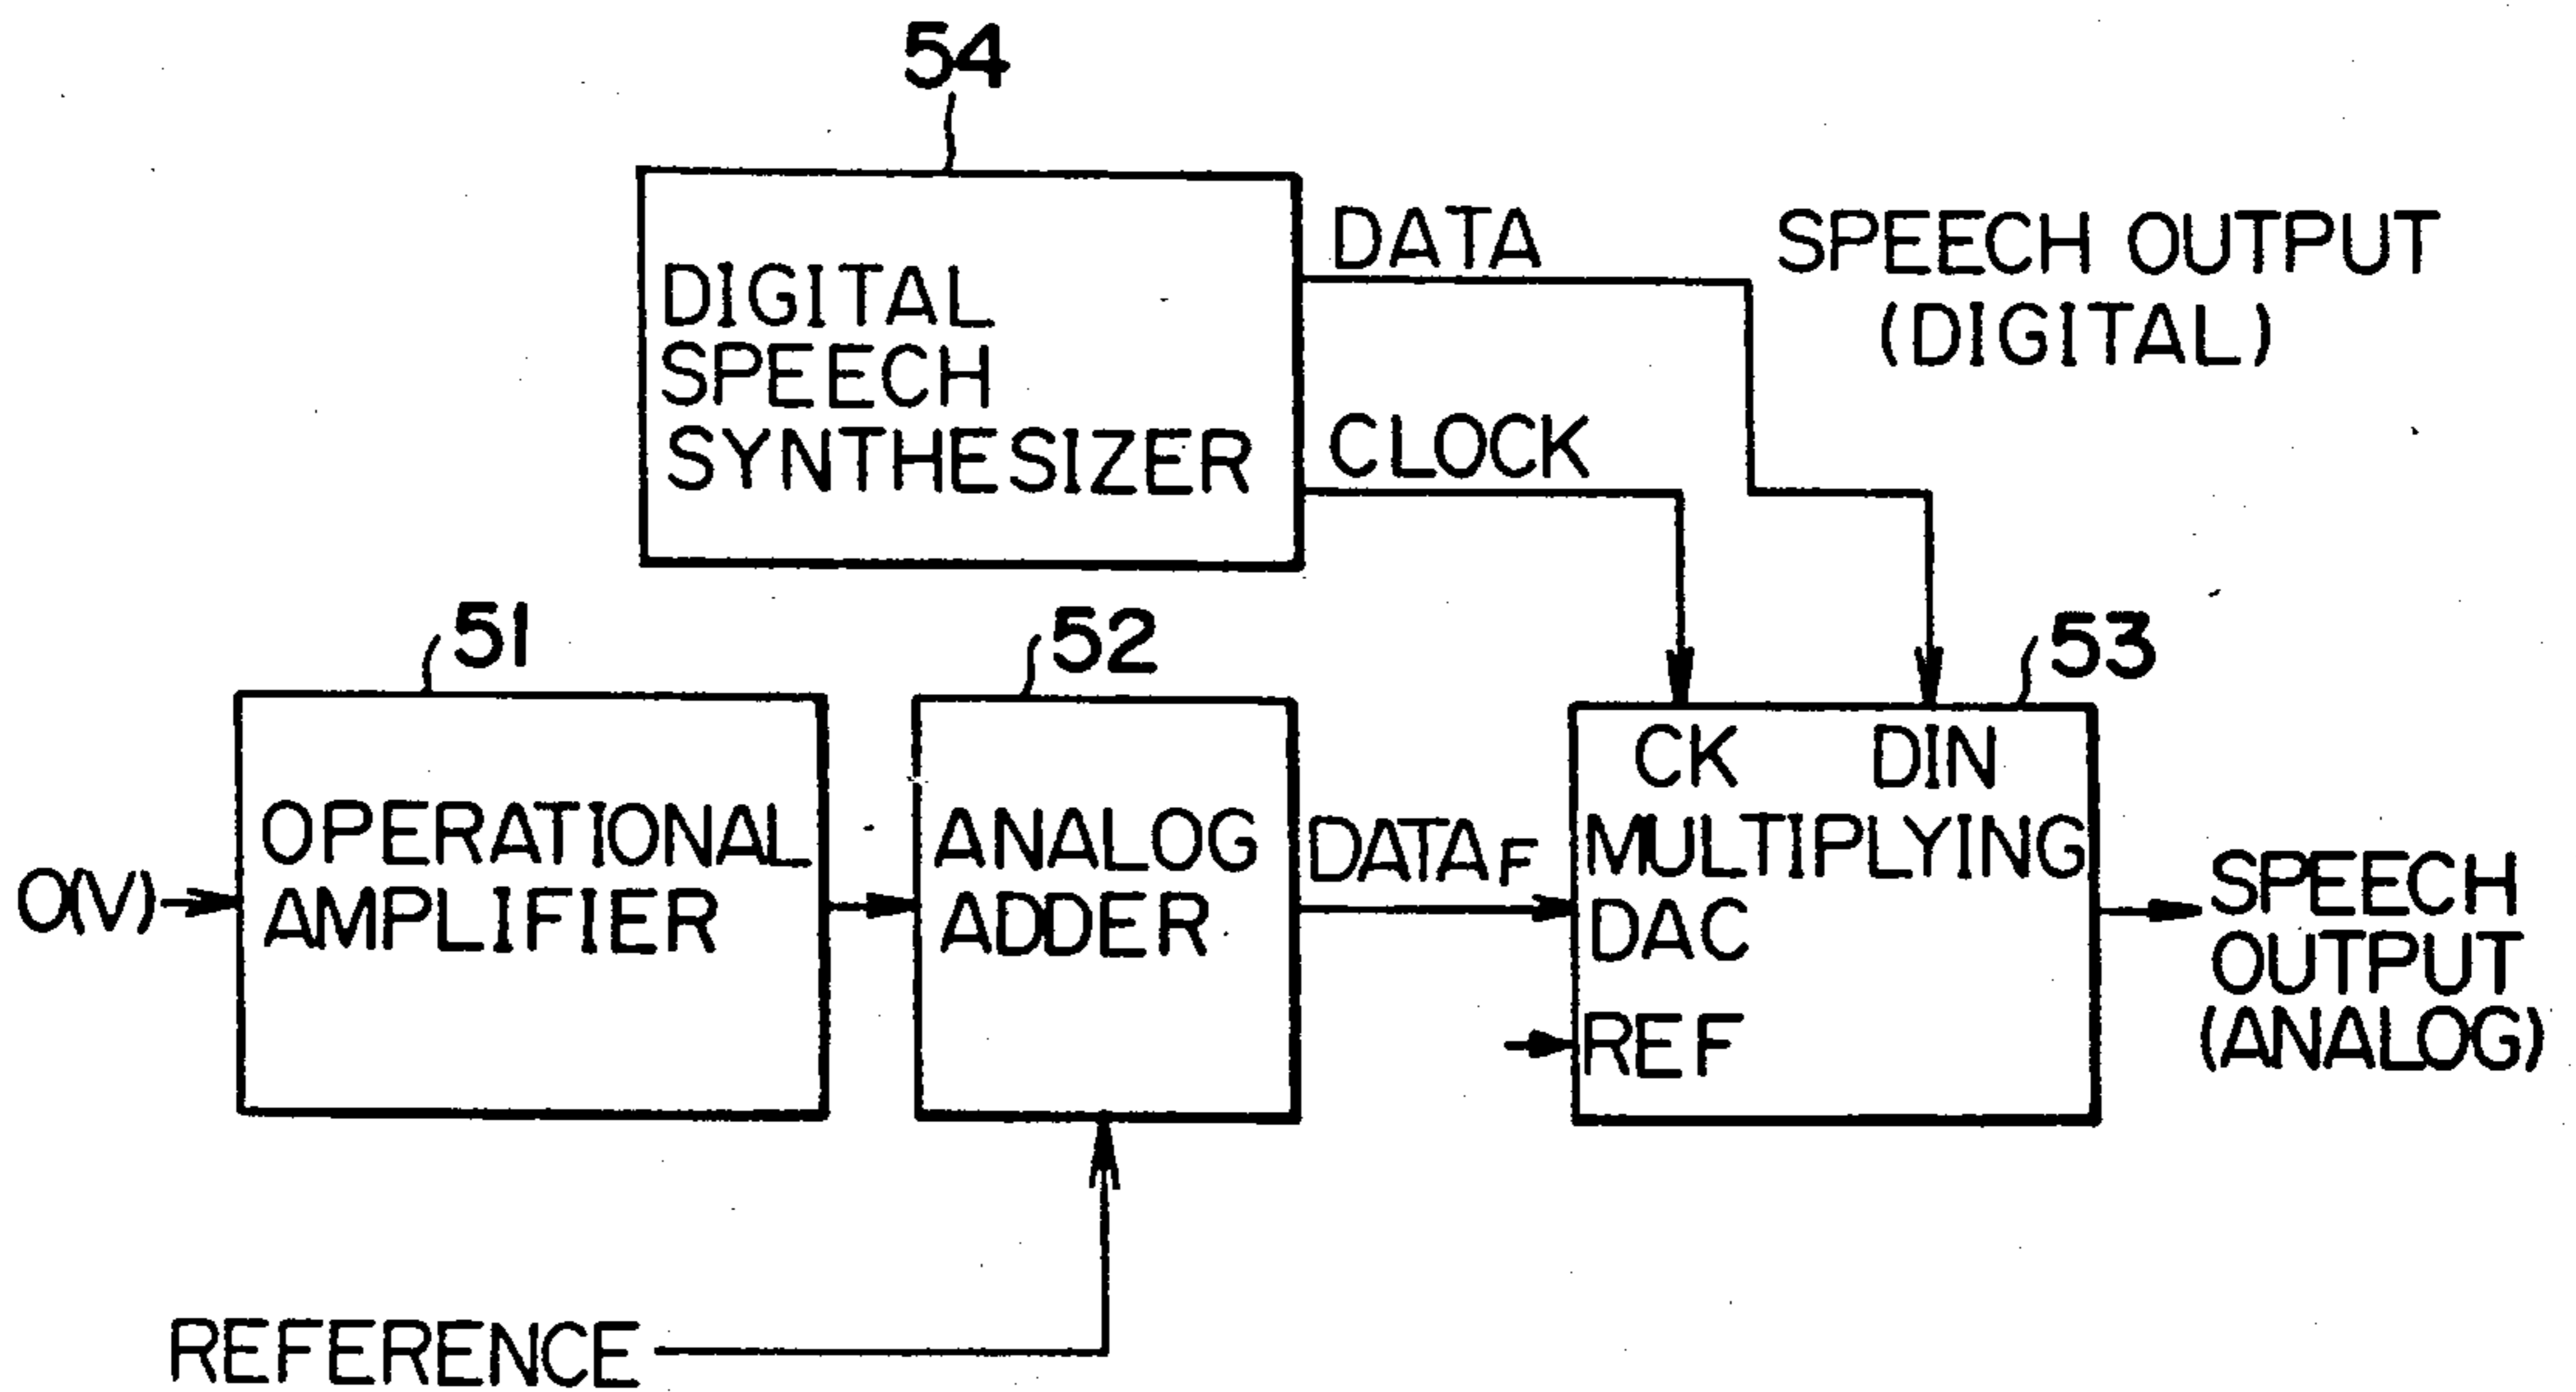 54
DIGITAL
SPEECH
SYNTHESIZER
DATA
CLOCK
SPEECH OUTPUT
(DIGITAL)
51
52
53
O(V)
OPERATIONAL
AMPLIFIER
ANALOG
ADDER
DATAF
CK DIN
MULTIPLYING
DAC
REF
SPEECH
OUTPUT
(ANALOG)
REFERENCE